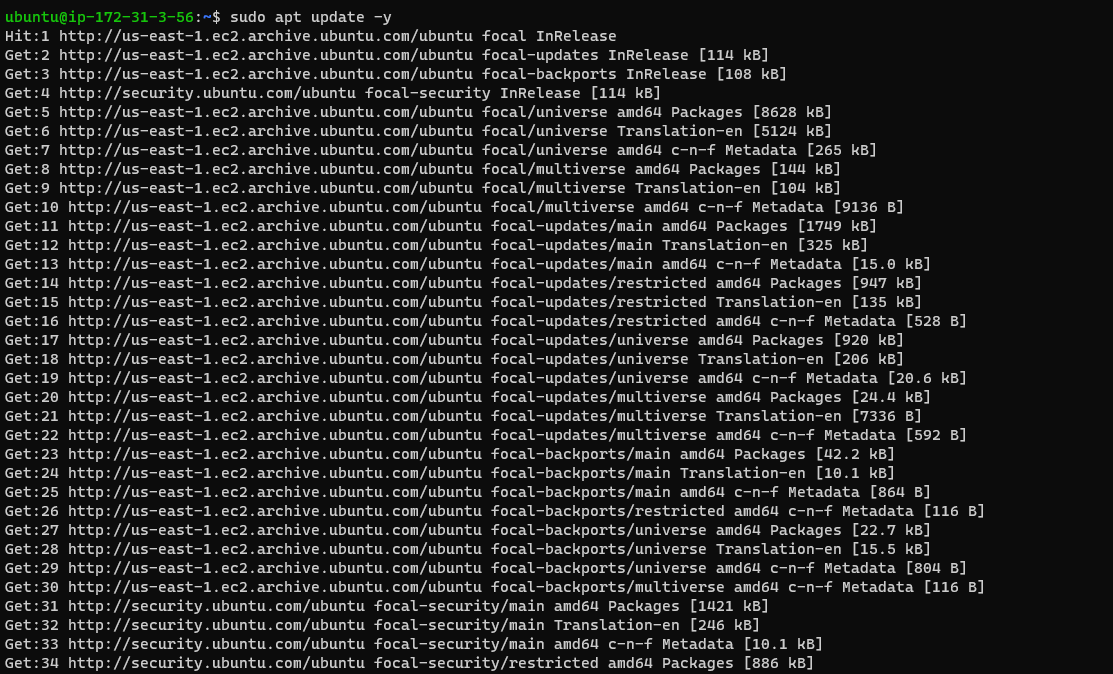 ubuntu@ip-172-31-3-56:~$ sudo apt update -y
Hit:1 http://us-east-1.ec2.archive.ubuntu.com/ubuntu focal InRelease
Get:2 http://us-east-1.ec2.archive.ubuntu.com/ubuntu focal-updates InRelease [114 kB]
Get:3 http://us-east-1.ec2.archive.ubuntu.com/ubuntu focal-backports InRelease [108 kB]
Get:4 http://security.ubuntu.com/ubuntu focal-security InRelease [114 kB]
Get:5 http://us-east-1.ec2.archive.ubuntu.com/ubuntu focal/universe amd64 Packages [8628 kB]
Get:6 http://us-east-1.ec2.archive.ubuntu.com/ubuntu focal/universe Translation-en [5124 kB]
Get:7 http://us-east-1.ec2.archive.ubuntu.com/ubuntu focal/universe amd64 c-n-f Metadata [265 kB]
Get:8 http://us-east-1.ec2.archive.ubuntu.com/ubuntu focal/multiverse amd64 Packages [144 kB]
Get:9 http://us-east-1.ec2.archive.ubuntu.com/ubuntu focal/multiverse Translation-en [104 kB]
Get:10 http://us-east-1.ec2.archive.ubuntu.com/ubuntu focal/multiverse amd64 c-n-f Metadata [9136 B]
Get:11 http://us-east-1.ec2.archive.ubuntu.com/ubuntu focal-updates/main amd64 Packages [1749 kB]
Get:12 http://us-east-1.ec2.archive.ubuntu.com/ubuntu focal-updates/main Translation-en [325 kB]
Get:13 http://us-east-1.ec2.archive.ubuntu.com/ubuntu focal-updates/main amd64 c-n-f Metadata [15.0 kB]
Get:14 http://us-east-1.ec2.archive.ubuntu.com/ubuntu focal-updates/restricted amd64 Packages [947 kB]
Get:15 http://us-east-1.ec2.archive.ubuntu.com/ubuntu focal-updates/restricted Translation-en [135 kB]
Get:16 http://us-east-1.ec2.archive.ubuntu.com/ubuntu focal-updates/restricted amd64 c-n-f Metadata [528 B]
Get:17 http://us-east-1.ec2.archive.ubuntu.com/ubuntu focal-updates/universe amd64 Packages [920 kB]
Get:18 http://us-east-1.ec2.archive.ubuntu.com/ubuntu focal-updates/universe Translation-en [206 kB]
Get:19 http://us-east-1.ec2.archive.ubuntu.com/ubuntu focal-updates/universe amd64 c-n-f Metadata [20.6 kB]
Get:20 http://us-east-1.ec2.archive.ubuntu.com/ubuntu focal-updates/multiverse amd64 Packages [24.4 kB]
Get:21 http://us-east-1.ec2.archive.ubuntu.com/ubuntu focal-updates/multiverse Translation-en [7336 B]
Get:22 http://us-east-1.ec2.archive.ubuntu.com/ubuntu focal-updates/multiverse amd64 c-n-f Metadata [592 B]
Get:23 http://us-east-1.ec2.archive.ubuntu.com/ubuntu focal-backports/main amd64 Packages [42.2 kB]
Get:24 http://us-east-1.ec2.archive.ubuntu.com/ubuntu focal-backports/main Translation-en [10.1 kB]
Get:25 http://us-east-1.ec2.archive.ubuntu.com/ubuntu focal-backports/main amd64 c-n-f Metadata [864 B]
Get:26 http://us-east-1.ec2.archive.ubuntu.com/ubuntu focal-backports/restricted amd64 c-n-f Metadata [116 B]
Get:27 http://us-east-1.ec2.archive.ubuntu.com/ubuntu focal-backports/universe amd64 Packages [22.7 kB]
Get:28 http://us-east-1.ec2.archive.ubuntu.com/ubuntu focal-backports/universe Translation-en [15.5 kB]
Get:29 http://us-east-1.ec2.archive.ubuntu.com/ubuntu focal-backports/universe amd64 c-n-f Metadata [804 B]
Get:30 http://us-east-1.ec2.archive.ubuntu.com/ubuntu focal-backports/multiverse amd64 c-n-f Metadata [116 B]
Get:31 http://security.ubuntu.com/ubuntu focal-security/main amd64 Packages [1421 kB]
Get:32 http://security.ubuntu.com/ubuntu focal-security/main Translation-en [246 kB]
Get:33 http://security.ubuntu.com/ubuntu focal-security/main amd64 c-n-f Metadata [10.1 kB]
Get:34 http://security.ubuntu.com/ubuntu focal-security/restricted amd64 Packages [886 kB]